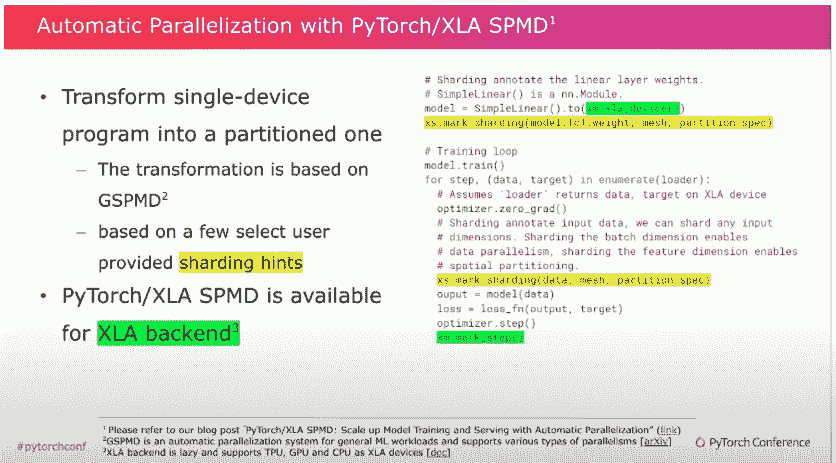 Automatic Parallelization with PyTorch/XLA SPMD¹
• Transform single-device
program into a partitioned one
– The transformation is based on
GSPMD²
– based on a few select user
provided sharding hints
• PyTorch/XLA SPMD is available
for XLA backend³
# Sharding annotate the linear layer weights.
# SimpleLinear() is a nn.Module.
model = SimpleLinear().to(xm.xla_device())
xs.mark_sharding(model.fc1.weight, mesh, partition_spec)
# Training loop
model.train()
for step, (data, target) in enumerate(loader):
# Assumes `loader` returns data, target on XLA device
optimizer.zero_grad()
# Sharding annotate input data, we can shard any input
# dimensions. Sharding the batch dimension enables
# data parallelism, sharding the feature dimension enables
# spatial partitioning.
xs.mark_sharding(data, mesh, partition_spec)
ouput = model(data)
loss = loss_fn(output, target)
optimizer.step()
xm.mark_step()
¹ Please refer to our blog post "PyTorch/XLA SPMD: Scale up Model Training and Serving with Automatic Parallelization" (link)
²GSPMD is an automatic parallelization system for general ML workloads and supports various types of parallelisms [arXiv]
³XLA backend is lazy and supports TPU, GPU and CPU as XLA devices [doc]
#pytorchconf
PyTorch Conference